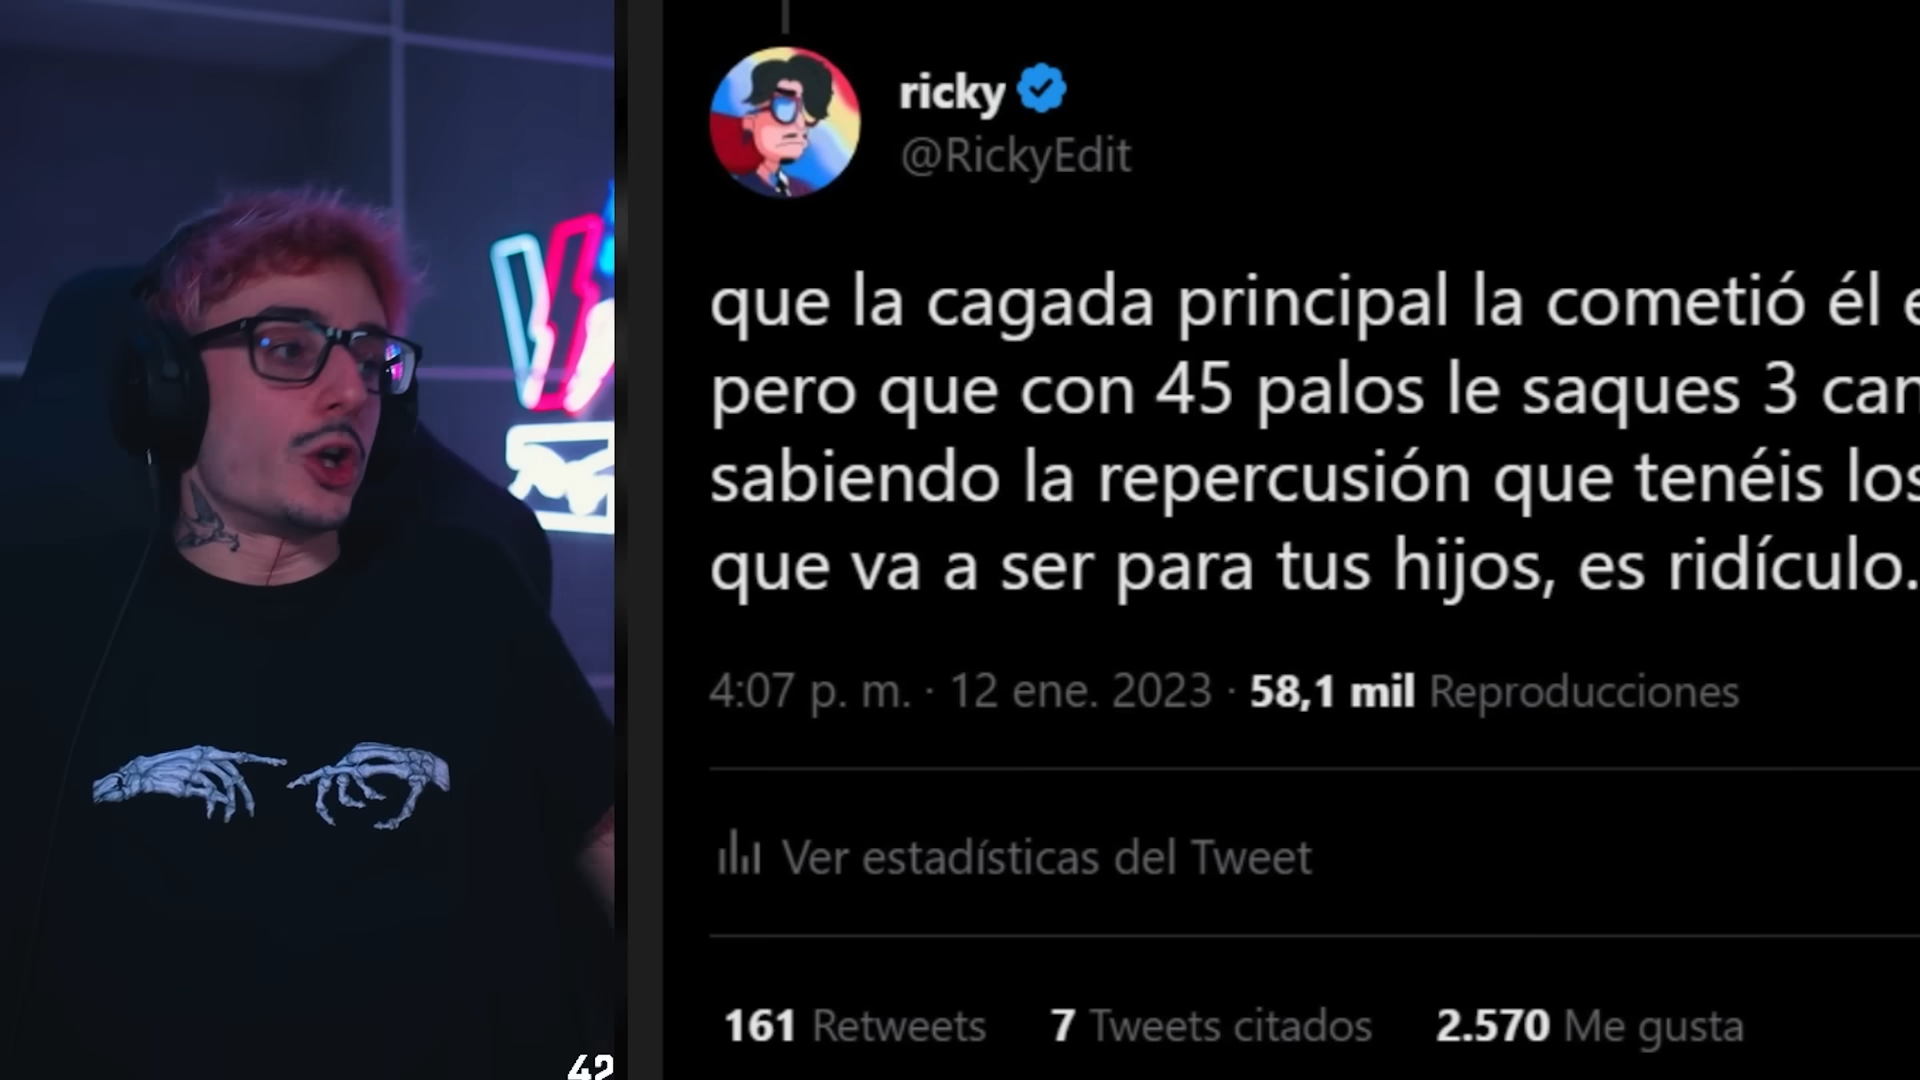 ricky
@RickyEdit
que la cagada principal la cometió él
pero que con 45 palos le saques 3
sabiendo la repercusión que tenéis los
que va a ser para tus hijos, es ridículo.
4:07 p. m. · 12 ene. 2023 · 58,1 mil Reproducciones
Ver estadísticas del Tweet
161 Retweets 7 Tweets citados 2.570 Me gusta
42